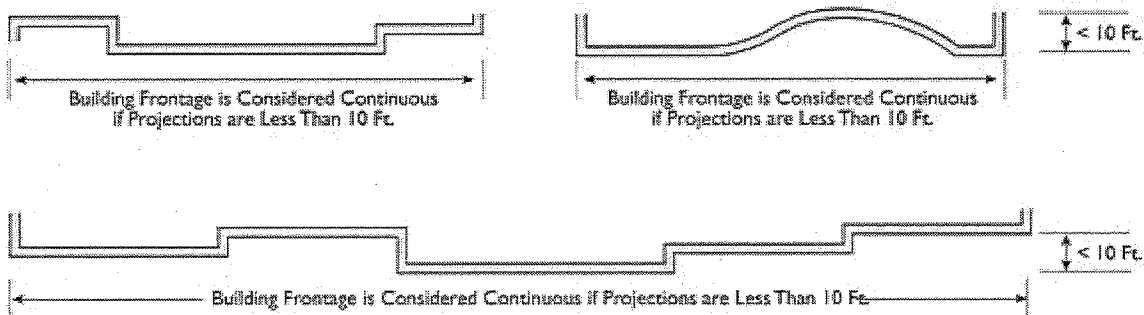 < 10 Ft.
Building Frontage is Considered Continuous
if Projections are Less Than 10 Ft.
Building Frontage is Considered Continuous
if Projections are Less Than 10 Ft.
< 10 Ft.
Building Frontage is Considered Continuous if Projections are Less Than 10 Ft.